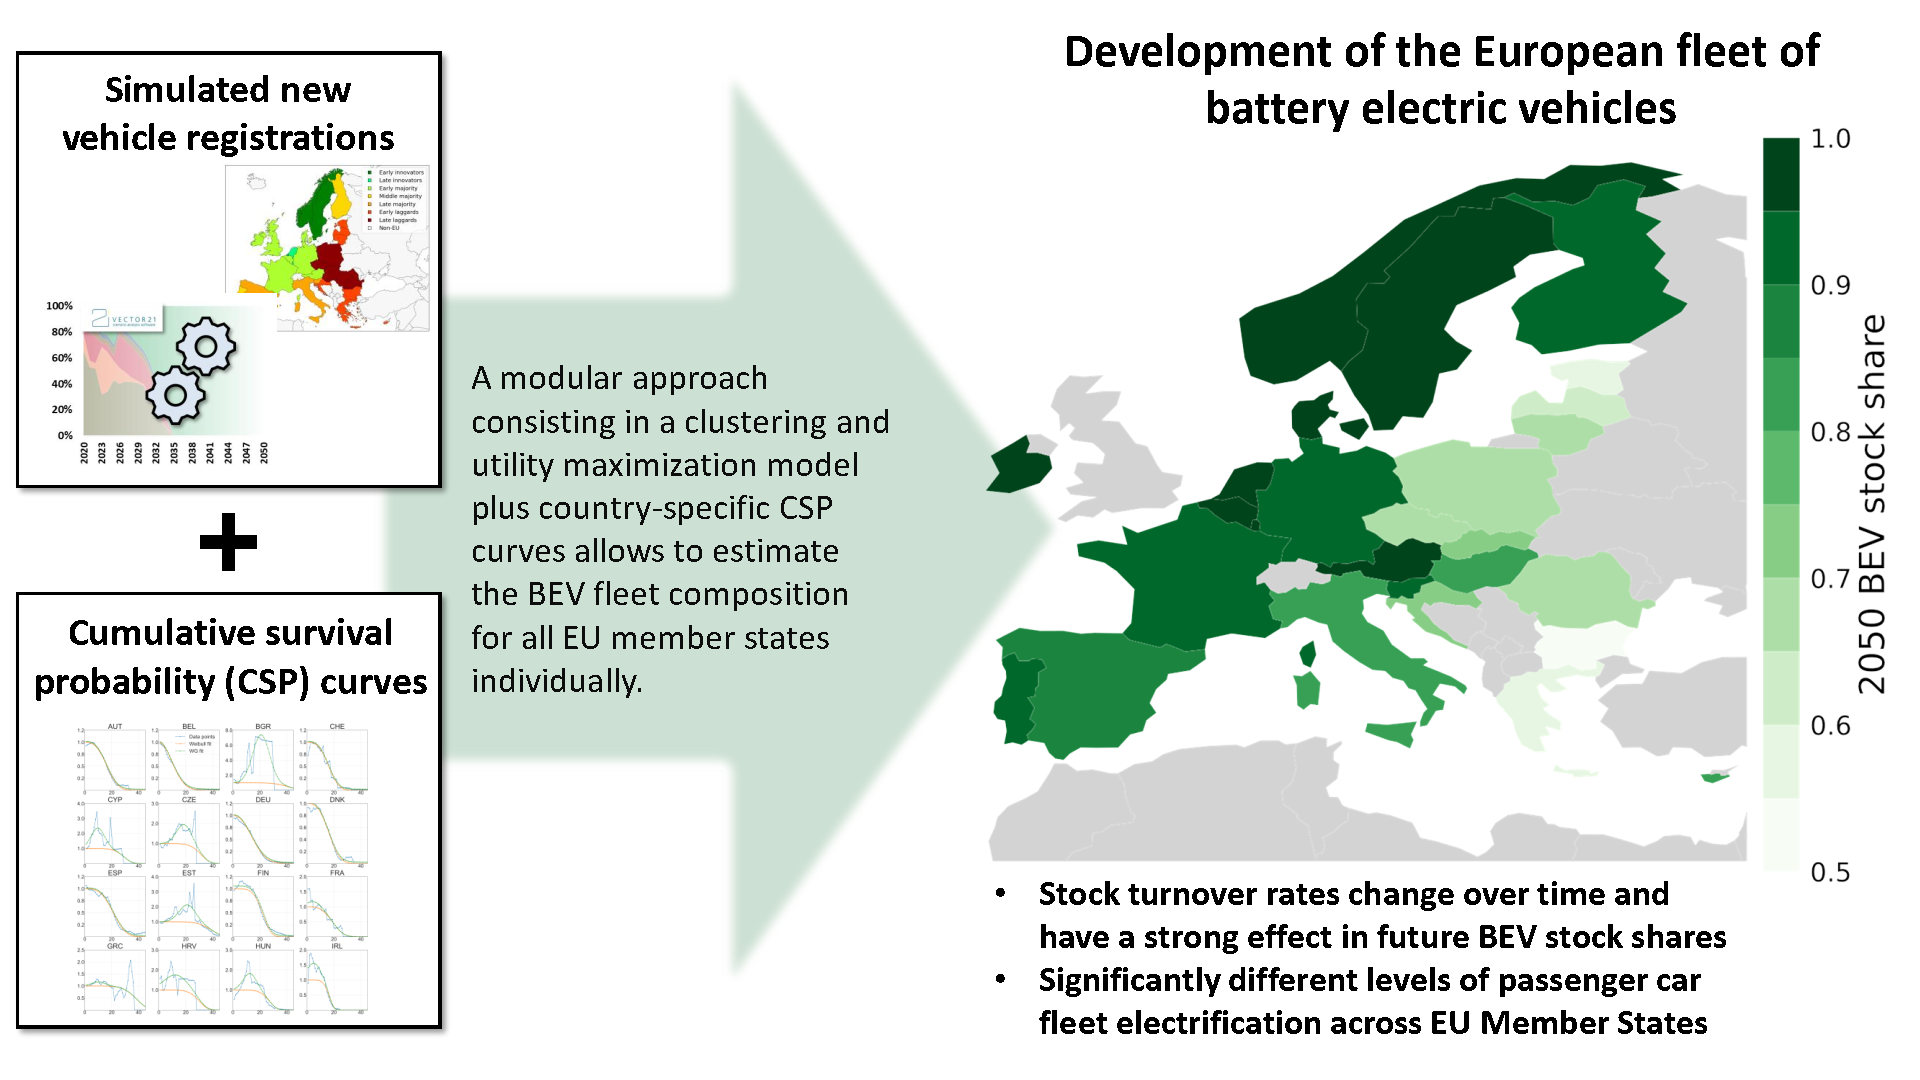 Simulated new
vehicle registrations
Early innovators
Late innovators
Early majority
Middle majority
Late majority
Early laggards
Late laggards
Non-EU
VECTOR21
100%
80%
60%
40%
20%
0%
2020
2023
2026
2029
2032
2035
2038
2041
2044
2047
2050
+
Cumulative survival
probability (CSP) curves
AUT
BEL
BGR
CHE
Data points
Weibull fit
WG fit
CYP
CZE
DEU
DNK
ESP
EST
FIN
FRA
GRC
HRV
HUN
IRL
A modular approach
consisting in a clustering and
utility maximization model
plus country-specific CSP
curves allows to estimate
the BEV fleet composition
for all EU member states
individually.
Development of the European fleet of
battery electric vehicles
1.0
0.9
0.8
0.7
0.6
0.5
2050 BEV stock share
• Stock turnover rates change over time and
have a strong effect in future BEV stock shares
• Significantly different levels of passenger car
fleet electrification across EU Member States